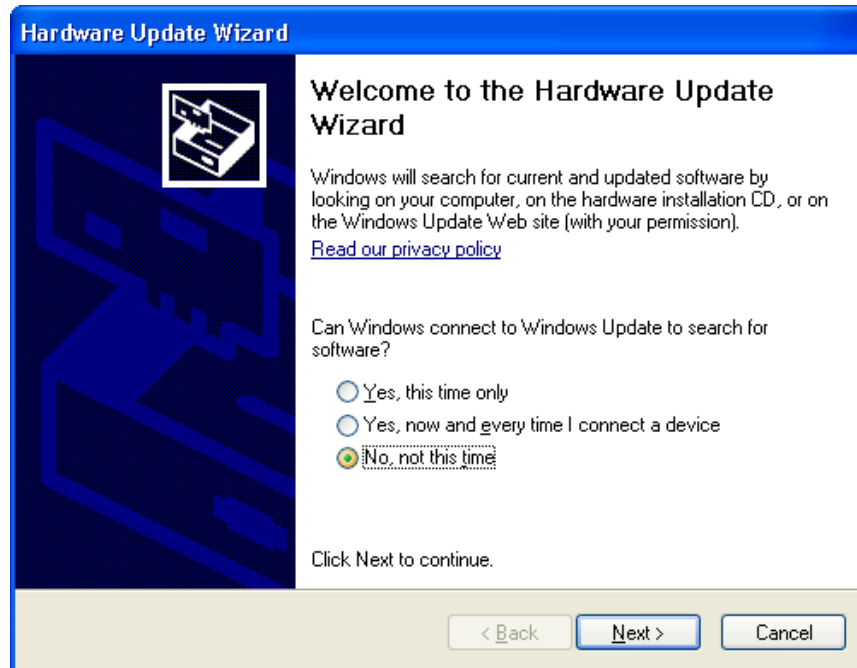 Hardware Update Wizard
Welcome to the Hardware Update
Wizard
Windows will search for current and updated software by
looking on your computer, on the hardware installation CD, or on
the Windows Update Web site (with your permission).
Read our privacy policy
Can Windows connect to Windows Update to search for
software?
Yes, this time only
Yes, now and every time I connect a device
No, not this time
Click Next to continue.
< Back
Next >
Cancel